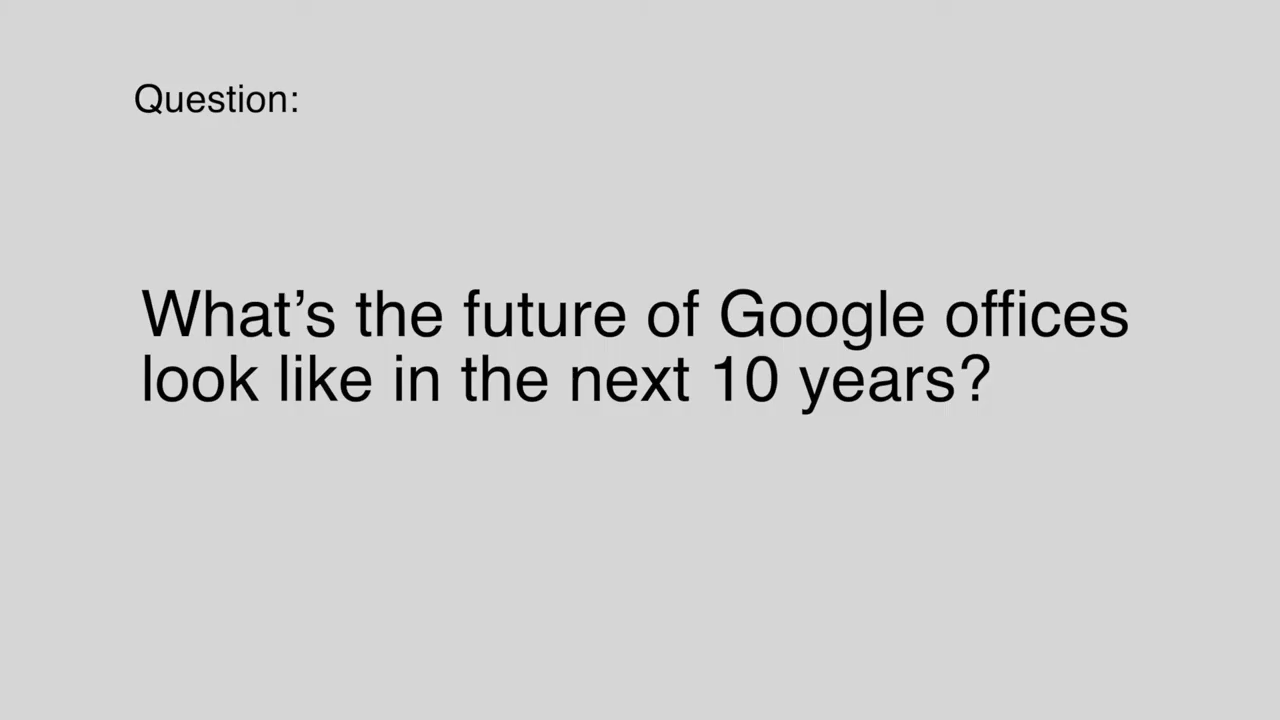 Question:
What’s the future of Google offices
look like in the next 10 years?